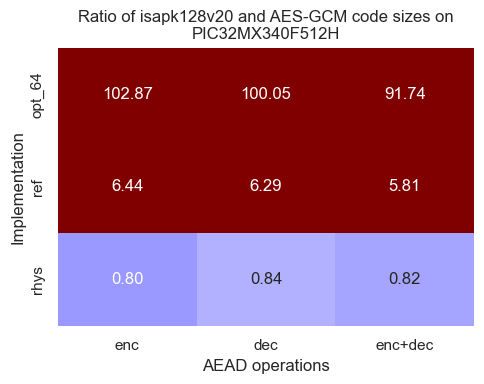 Ratio of isapk128v20 and AES-GCM code sizes on
PIC32MX340F512H
Implementation
opt_64
102.87 100.05 91.74
ref
6.44 6.29 5.81
rhys
0.80 0.84 0.82
enc dec enc+dec
AEAD operations